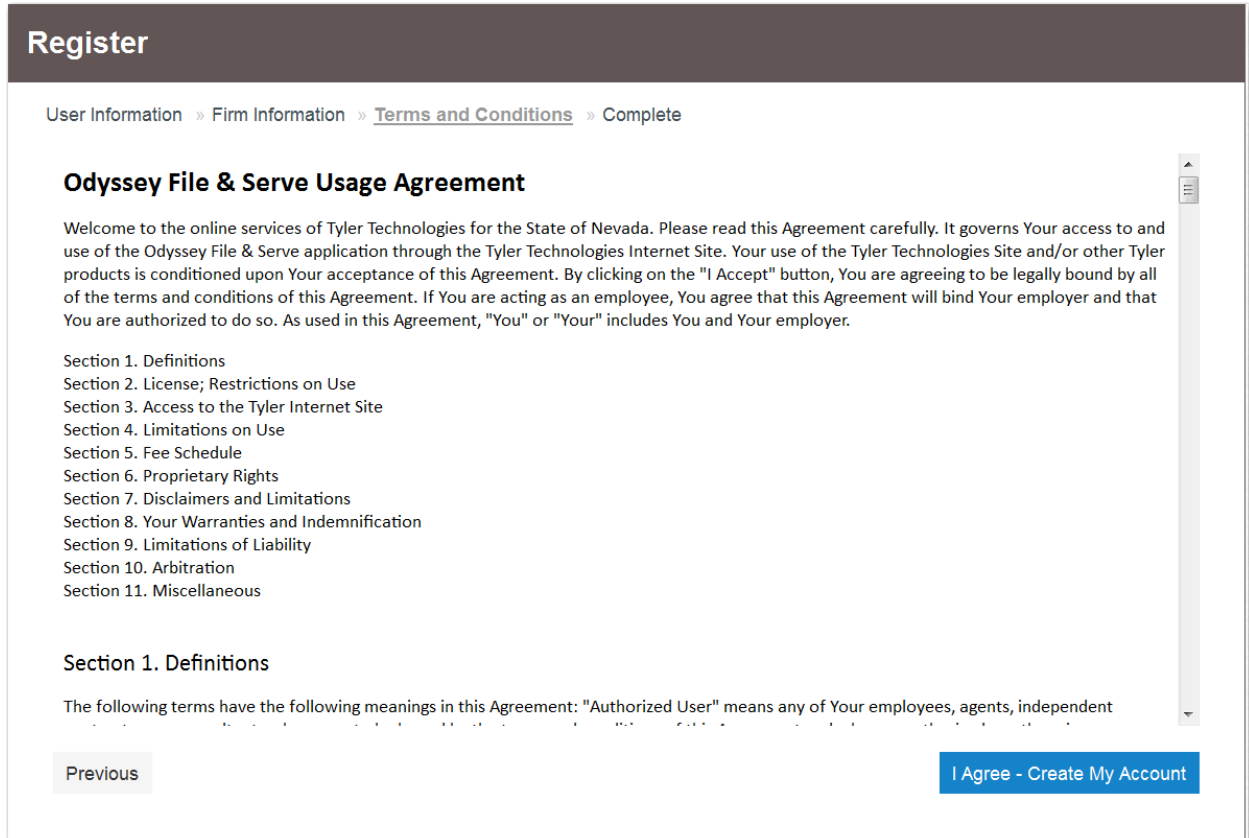 Register
User Information » Firm Information » Terms and Conditions » Complete
Odyssey File & Serve Usage Agreement
Welcome to the online services of Tyler Technologies for the State of Nevada. Please read this Agreement carefully. It governs Your access to and
use of the Odyssey File & Serve application through the Tyler Technologies Internet Site. Your use of the Tyler Technologies Site and/or other Tyler
products is conditioned upon Your acceptance of this Agreement. By clicking on the "I Accept" button, You are agreeing to be legally bound by all
of the terms and conditions of this Agreement. If You are acting as an employee, You agree that this Agreement will bind Your employer and that
You are authorized to do so. As used in this Agreement, "You" or "Your" includes You and Your employer.
Section 1. Definitions
Section 2. License; Restrictions on Use
Section 3. Access to the Tyler Internet Site
Section 4. Limitations on Use
Section 5. Fee Schedule
Section 6. Proprietary Rights
Section 7. Disclaimers and Limitations
Section 8. Your Warranties and Indemnification
Section 9. Limitations of Liability
Section 10. Arbitration
Section 11. Miscellaneous
Section 1. Definitions
The following terms have the following meanings in this Agreement: "Authorized User" means any of Your employees, agents, independent
Previous
I Agree - Create My Account